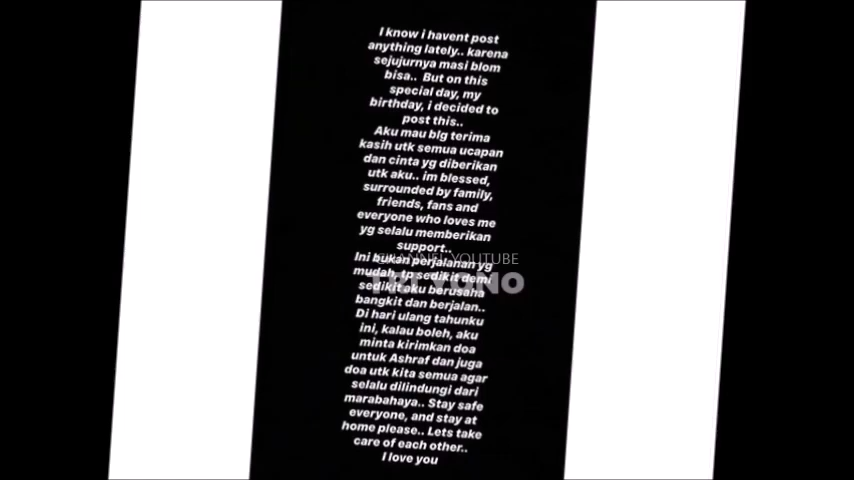 I know i havent post
anything lately.. karena
sejujurnya masi blom
bisa.. But on this
special day, my
birthday, i decided to
post this..
Aku mau blg terima
kasih utk semua ucapan
dan cinta yg diberikan
utk aku.. im blessed,
surrounded by family,
friends, fans and
everyone who loves me
yg selalu memberikan
support..
CHANNEL YOUTUBE
Ini bukan perjalanan yg
mudah tp sedikit demi
TRI YONO
sedikit aku berusaha
bangkit dan berjalan..
Di hari ulang tahunku
ini, kalau boleh, aku
minta kirimkan doa
untuk Ashraf dan juga
doa utk kita semua agar
selalu dilindungi dari
marabahaya.. Stay safe
everyone, and stay at
home please.. Lets take
care of each other..
I love you